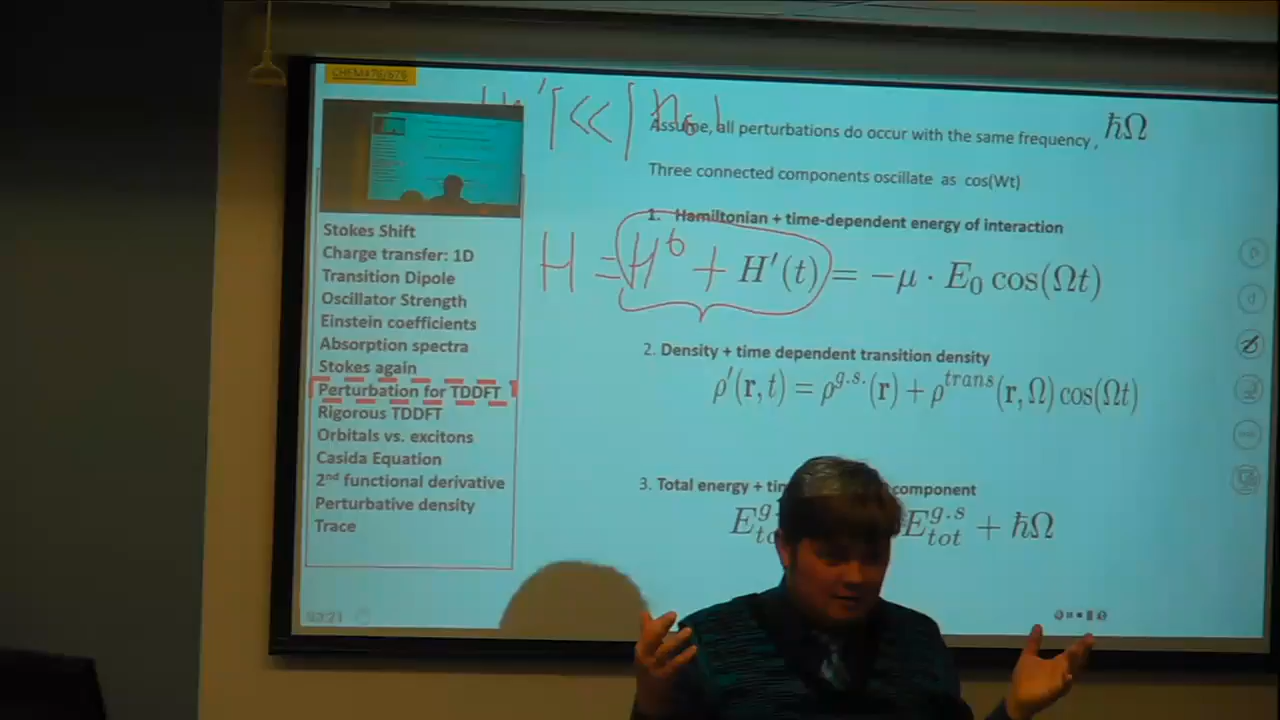 CHEM476/676
′| << |H₀|
Assume, all perturbations do occur with the same frequency, ℏΩ
Three connected components oscillate as cos(Wt)
1. Hamiltonian + time-dependent energy of interaction
H = H⁰ + H′(t) = −μ · E₀ cos(Ωt)
2. Density + time dependent transition density
ρ′(r, t) = ρ^{g.s.}(r) + ρ^{trans}(r, Ω) cos(Ωt)
3. Total energy + component
E_{tot}^{g.s} + ℏΩ
Stokes Shift
Charge transfer: 1D
Transition Dipole
Oscillator Strength
Einstein coefficients
Absorption spectra
Stokes again
Perturbation for TDDFT
Rigorous TDDFT
Orbitals vs. excitons
Casida Equation
2nd functional derivative
Perturbative density
Trace